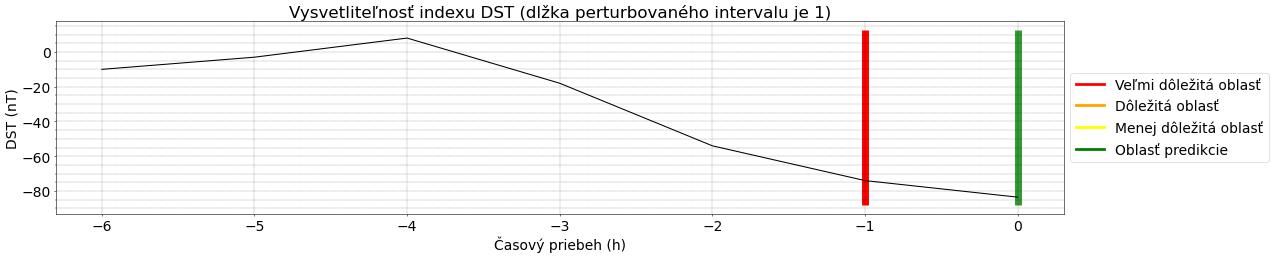 Vysvetliteľnosť indexu DST (dĺžka perturbovaného intervalu je 1)
DST (nT)
0
−20
−40
−60
−80
−6
−5
−4
−3
−2
−1
0
Časový priebeh (h)
Veľmi dôležitá oblasť
Dôležitá oblasť
Menej dôležitá oblasť
Oblasť predikcie